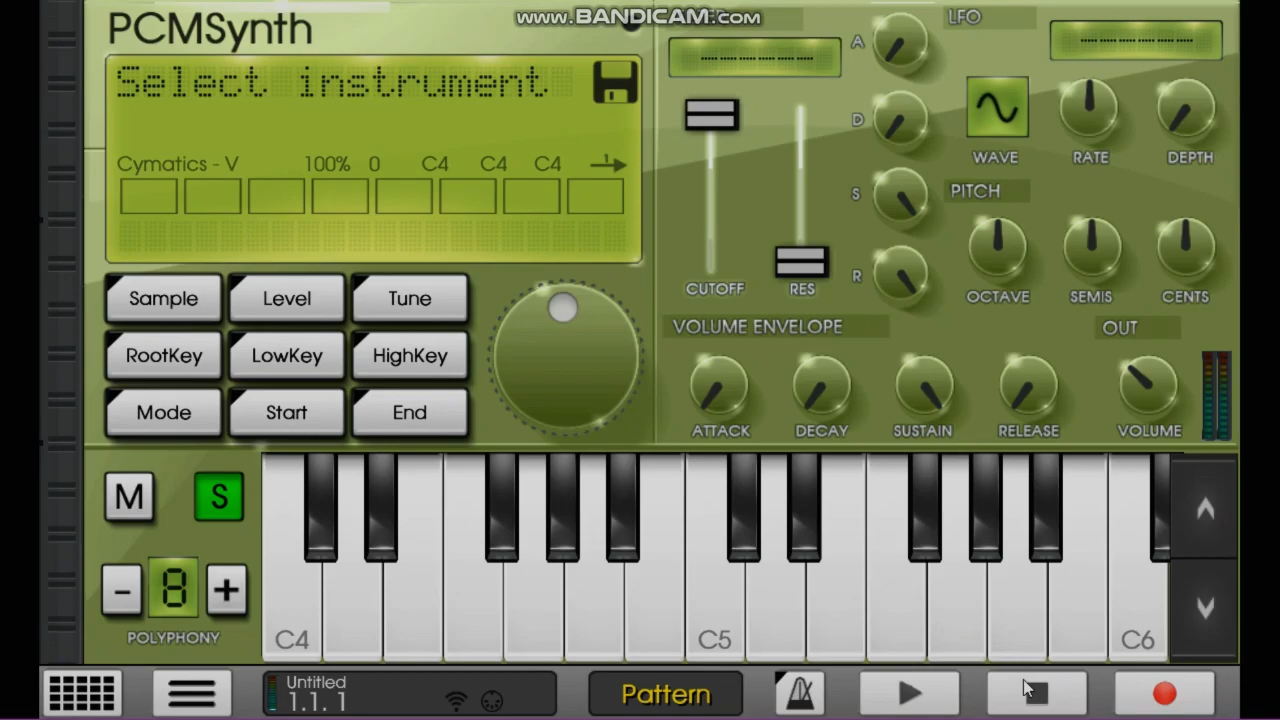 www.BANDICAM.com
PCMSynth
Select instrument
Cymatics - V 100% 0 C4 C4 C4 1
Sample Level Tune
RootKey LowKey HighKey
Mode Start End
CUTOFF RES
A
D
S
R
LFO
WAVE RATE DEPTH
PITCH
OCTAVE SEMIS CENTS
VOLUME ENVELOPE
OUT
ATTACK DECAY SUSTAIN RELEASE VOLUME
M S
- 8 +
POLYPHONY
C4 C5 C6
Untitled
1.1.1
Pattern